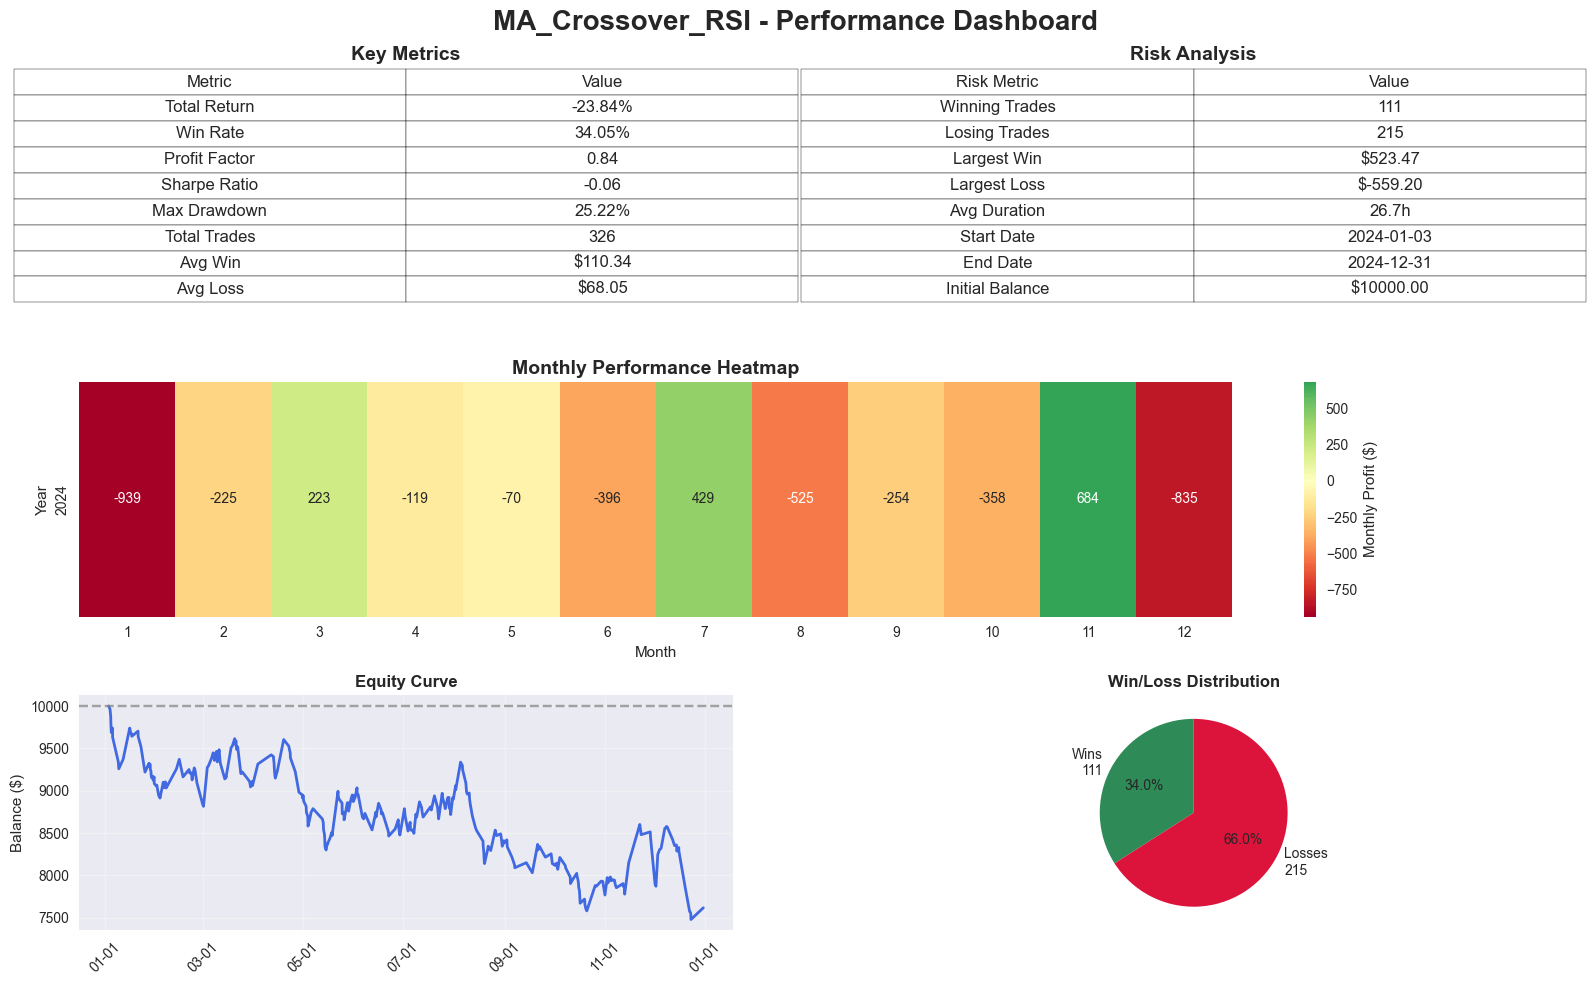 MA_Crossover_RSI - Performance Dashboard
Key Metrics
Metric Value
Total Return -23.84%
Win Rate 34.05%
Profit Factor 0.84
Sharpe Ratio -0.06
Max Drawdown 25.22%
Total Trades 326
Avg Win $110.34
Avg Loss $68.05
Risk Analysis
Risk Metric Value
Winning Trades 111
Losing Trades 215
Largest Win $523.47
Largest Loss $-559.20
Avg Duration 26.7h
Start Date 2024-01-03
End Date 2024-12-31
Initial Balance $10000.00
Monthly Performance Heatmap
Year
2024
-939 -225 223 -119 -70 -396 429 -525 -254 -358 684 -835
1 2 3 4 5 6 7 8 9 10 11 12
Month
500
250
0
−250
−500
−750
Monthly Profit ($)
Equity Curve
Balance ($)
10000
9500
9000
8500
8000
7500
01-01 03-01 05-01 07-01 09-01 11-01 01-01
Win/Loss Distribution
Wins
111
34.0%
66.0%
Losses
215